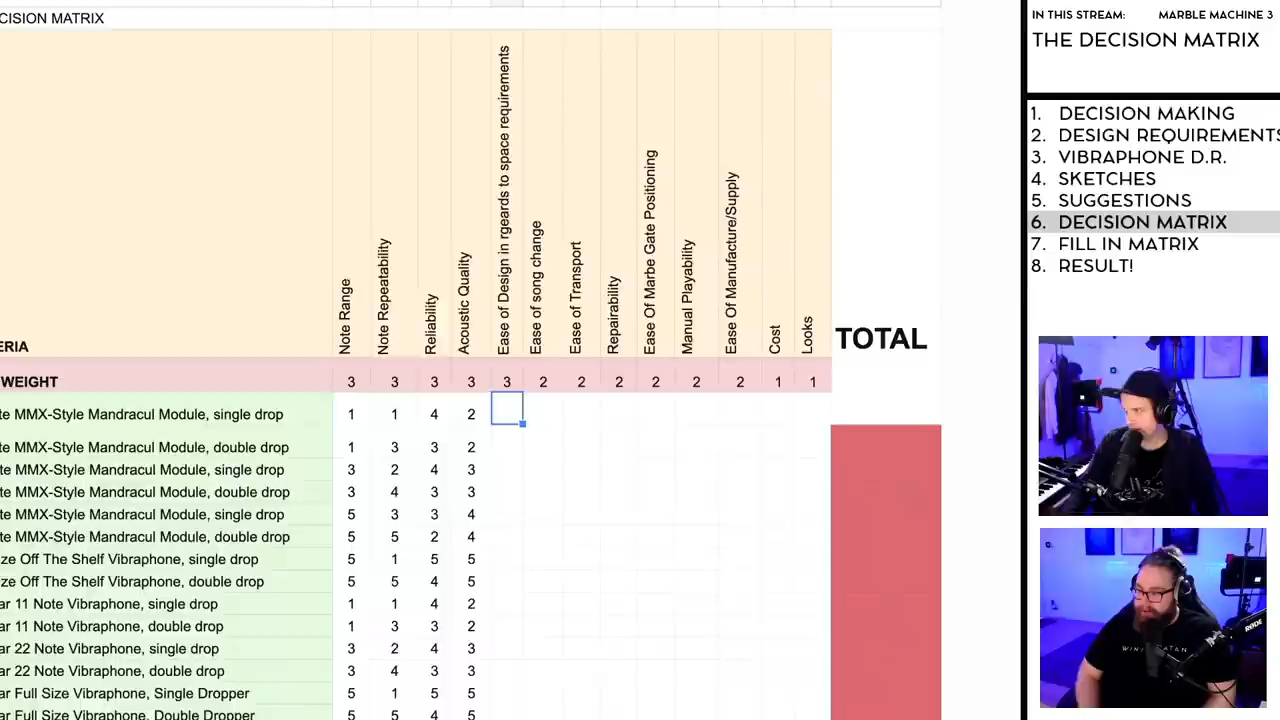 CISION MATRIX
ERIA
Note Range
Note Repeatability
Reliability
Acoustic Quality
Ease of Design in rgeards to space requirements
Ease of song change
Ease of Transport
Repairability
Ease Of Marbe Gate Positioning
Manual Playability
Ease Of Manufacture/Supply
Cost
Looks
TOTAL
WEIGHT 3 3 3 3 3 2 2 2 2 2 2 1 1
te MMX-Style Mandracul Module, single drop 1 1 4 2
te MMX-Style Mandracul Module, double drop 1 3 3 2
te MMX-Style Mandracul Module, single drop 3 2 4 3
te MMX-Style Mandracul Module, double drop 3 4 3 3
te MMX-Style Mandracul Module, single drop 5 3 3 4
te MMX-Style Mandracul Module, double drop 5 5 2 4
ze Off The Shelf Vibraphone, single drop 5 1 5 5
ze Off The Shelf Vibraphone, double drop 5 5 4 5
ar 11 Note Vibraphone, single drop 1 1 4 2
ar 11 Note Vibraphone, double drop 1 3 3 2
ar 22 Note Vibraphone, single drop 3 2 4 3
ar 22 Note Vibraphone, double drop 3 4 3 3
ar Full Size Vibraphone, Single Dropper 5 1 5 5
ar Full Size Vibraphone, Double Dropper 5 5 4 5
IN THIS STREAM: MARBLE MACHINE 3
THE DECISION MATRIX
1. DECISION MAKING
2. DESIGN REQUIREMENTS
3. VIBRAPHONE D.R.
4. SKETCHES
5. SUGGESTIONS
6. DECISION MATRIX
7. FILL IN MATRIX
8. RESULT!
RØDE